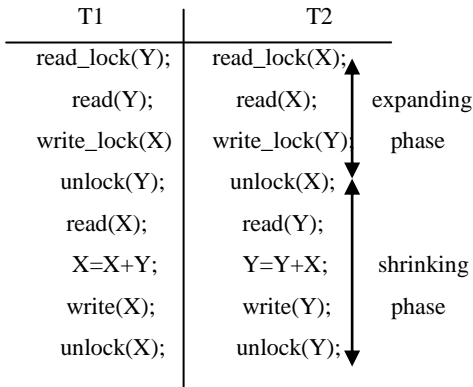 T1 T2
read_lock(Y); read_lock(X);
read(Y); read(X); expanding
write_lock(X) write_lock(Y); phase
unlock(Y); unlock(X);
read(X); read(Y);
X=X+Y; Y=Y+X; shrinking
write(X); write(Y); phase
unlock(X); unlock(Y);